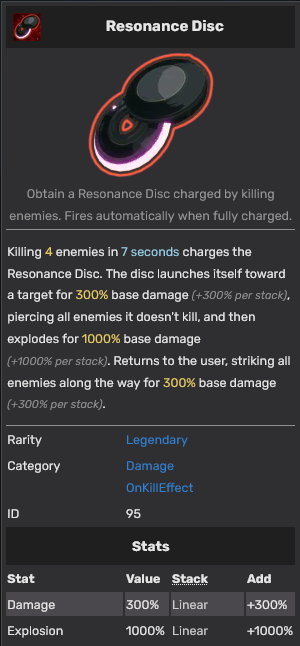 Resonance Disc
Obtain a Resonance Disc charged by killing
enemies. Fires automatically when fully charged.
Killing 4 enemies in 7 seconds charges the
Resonance Disc. The disc launches itself toward
a target for 300% base damage (+300% per stack),
piercing all enemies it doesn't kill, and then
explodes for 1000% base damage
(+1000% per stack). Returns to the user, striking all
enemies along the way for 300% base damage
(+300% per stack).
Rarity Legendary
Category Damage
OnKillEffect
ID 95
Stats
Stat Value Stack Add
Damage 300% Linear +300%
Explosion 1000% Linear +1000%